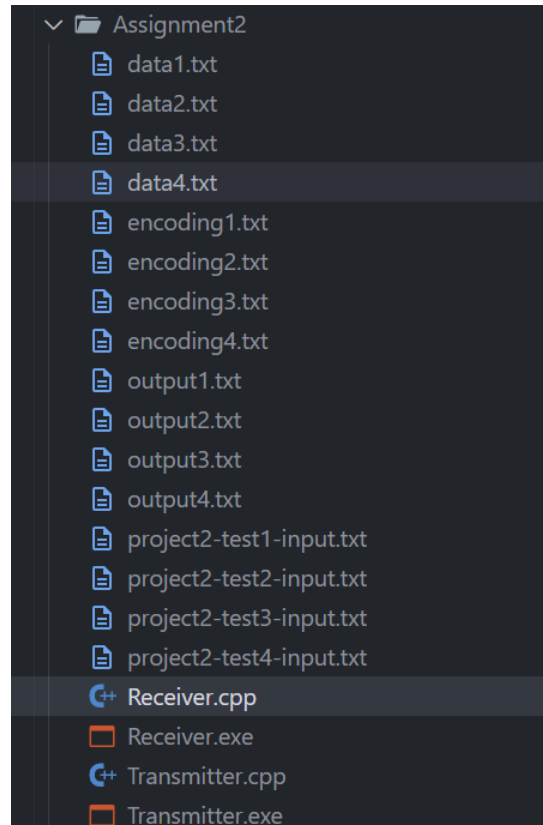 Assignment2
data1.txt
data2.txt
data3.txt
data4.txt
encoding1.txt
encoding2.txt
encoding3.txt
encoding4.txt
output1.txt
output2.txt
output3.txt
output4.txt
project2-test1-input.txt
project2-test2-input.txt
project2-test3-input.txt
project2-test4-input.txt
Receiver.cpp
Receiver.exe
Transmitter.cpp
Transmitter.exe